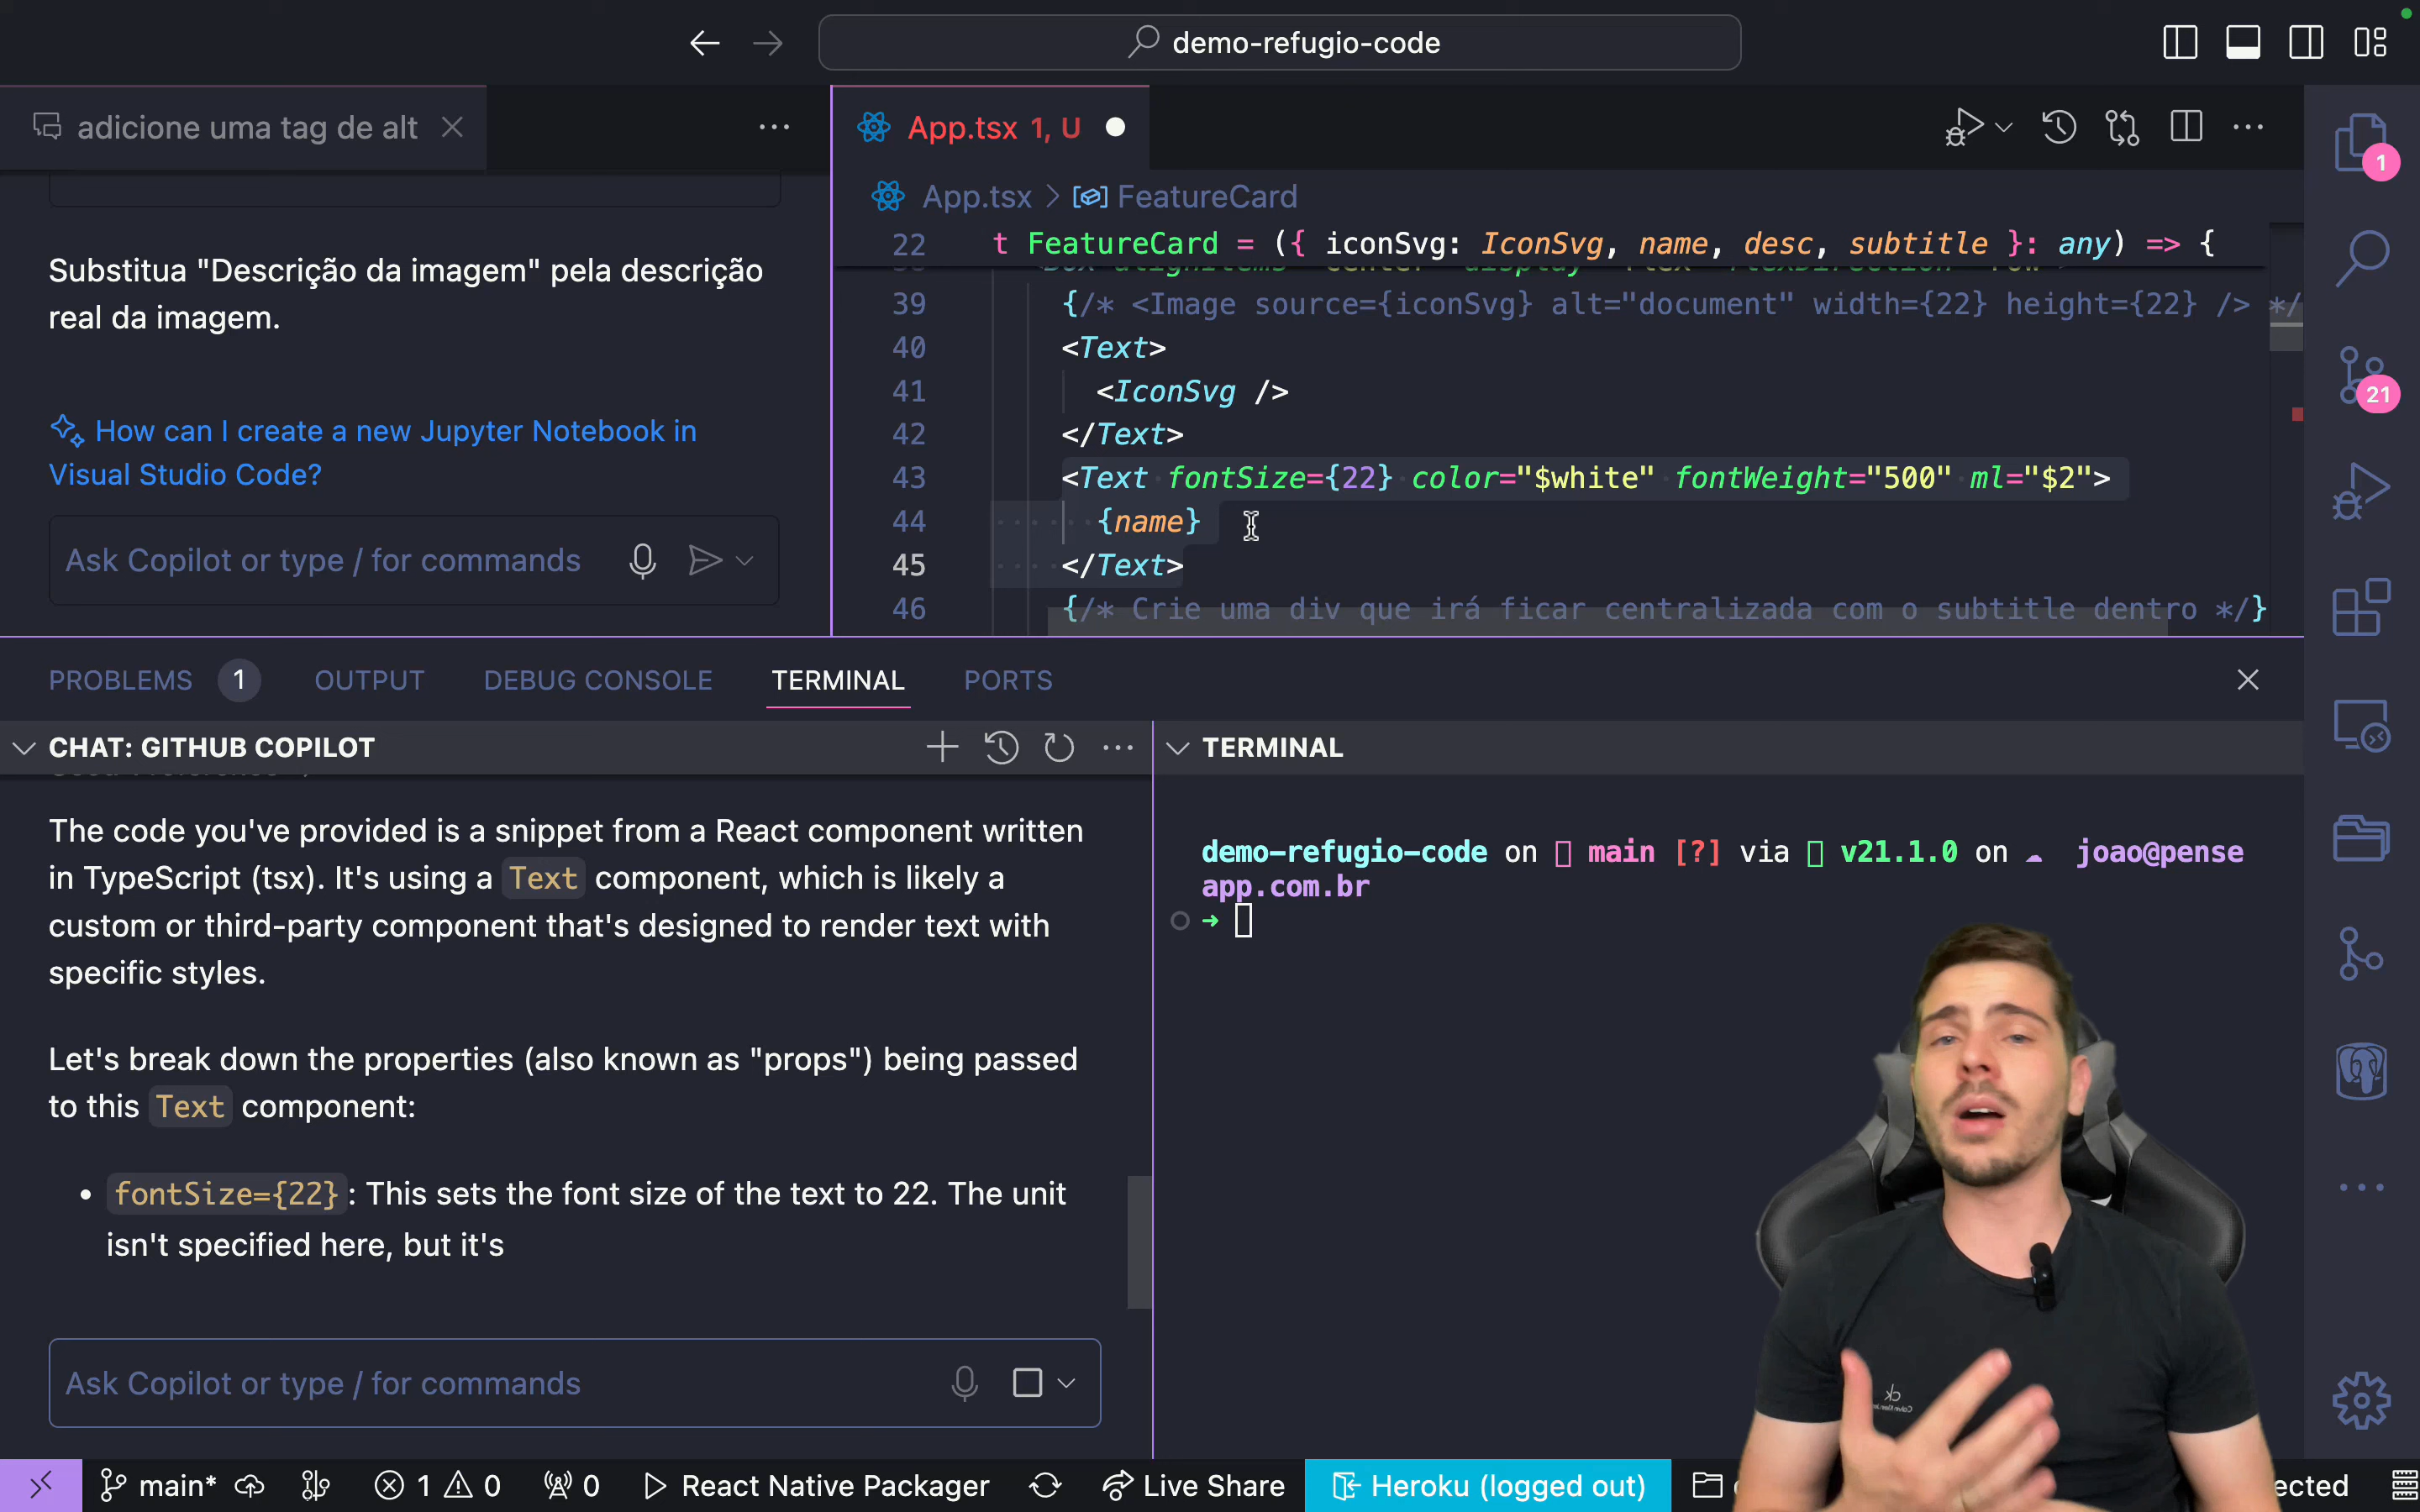 demo-refugio-code
adicione uma tag de alt
App.tsx 1, U
Substitua "Descrição da imagem" pela descrição
real da imagem.
How can I create a new Jupyter Notebook in
Visual Studio Code?
Ask Copilot or type / for commands
App.tsx > FeatureCard
22 t FeatureCard = ({ iconSvg: IconSvg, name, desc, subtitle }: any) => {
39 {/* <Image source={iconSvg} alt="document" width={22} height={22} /> */
40 <Text>
41 <IconSvg />
42 </Text>
43 <Text fontSize={22} color="$white" fontWeight="500" ml="$2">
44 {name}
45 </Text>
46 {/* Crie uma div que irá ficar centralizada com o subtitle dentro */}
1
21
PROBLEMS 1 OUTPUT DEBUG CONSOLE TERMINAL PORTS
CHAT: GITHUB COPILOT
The code you've provided is a snippet from a React component written
in TypeScript (tsx). It's using a Text component, which is likely a
custom or third-party component that's designed to render text with
specific styles.
Let's break down the properties (also known as "props") being passed
to this Text component:
• fontSize={22}: This sets the font size of the text to 22. The unit
isn't specified here, but it's
Ask Copilot or type / for commands
TERMINAL
demo-refugio-code on main [?] via v21.1.0 on joao@pense
app.com.br
➜
main* 1 0 0 React Native Packager Live Share Heroku (logged out) ected